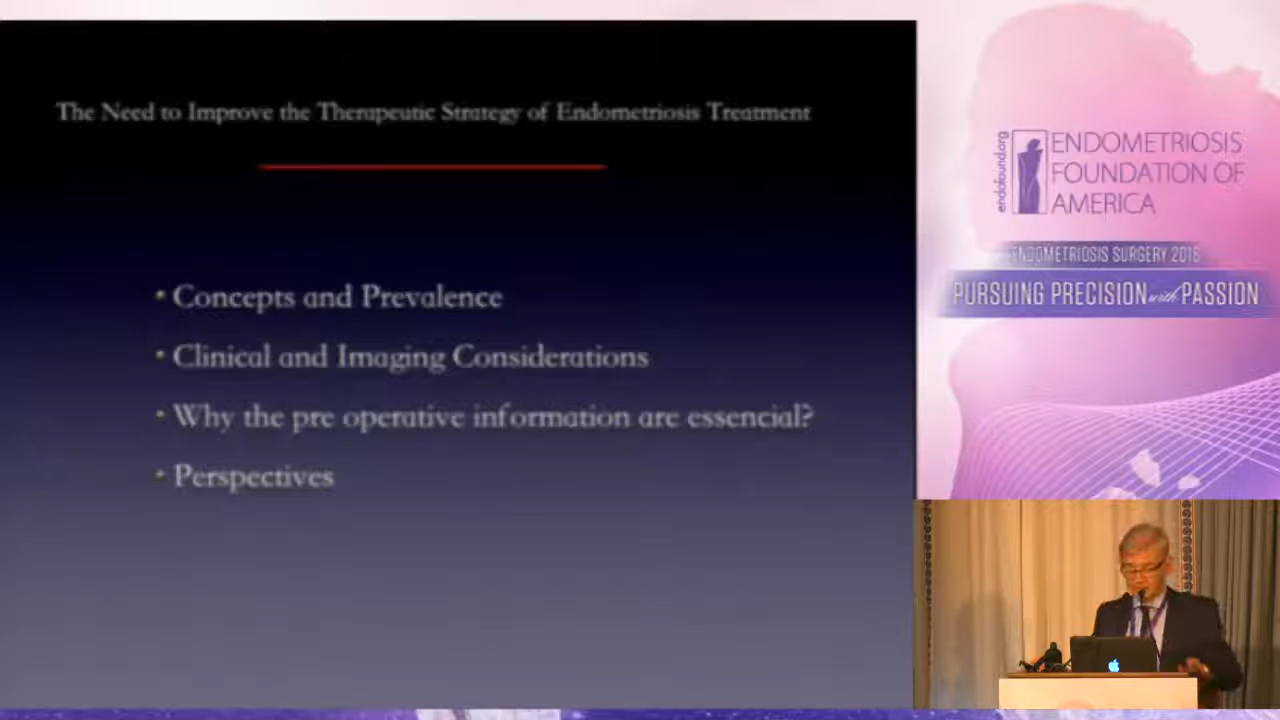 The Need to Improve the Therapeutic Strategy of Endometriosis Treatment
• Concepts and Prevalence
• Clinical and Imaging Considerations
• Why the pre operative information are essencial?
• Perspectives
endofound.org
ENDOMETRIOSIS
FOUNDATION OF
AMERICA
ENDOMETRIOSIS SURGERY 2016
PURSUING PRECISION with PASSION